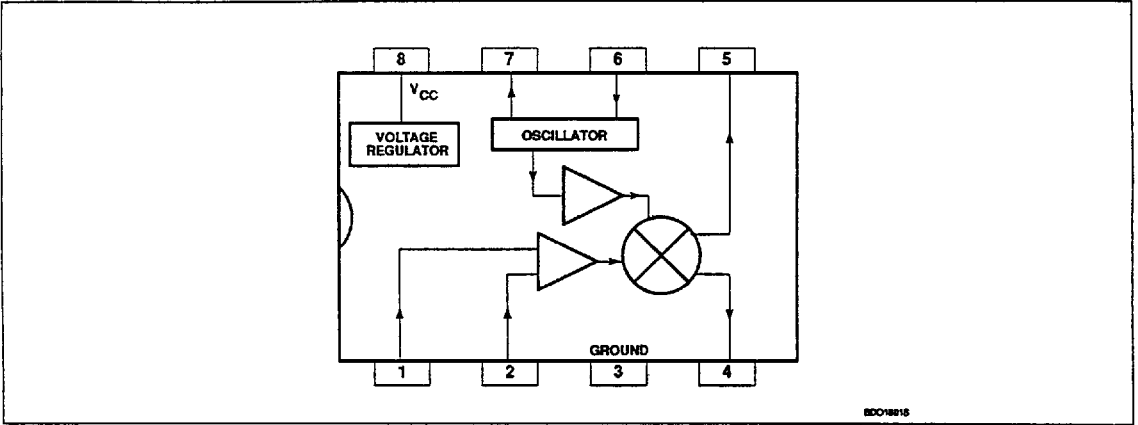 8 7 6 5
VCC
VOLTAGE
REGULATOR
OSCILLATOR
GROUND
1 2 3 4